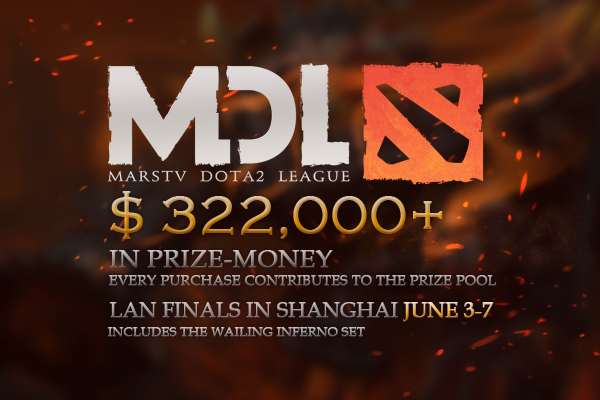 MDL
MARSTV DOTA2 LEAGUE
$ 322,000+
IN PRIZE-MONEY
EVERY PURCHASE CONTRIBUTES TO THE PRIZE POOL
LAN FINALS IN SHANGHAI JUNE 3-7
INCLUDES THE WAILING INFERNO SET